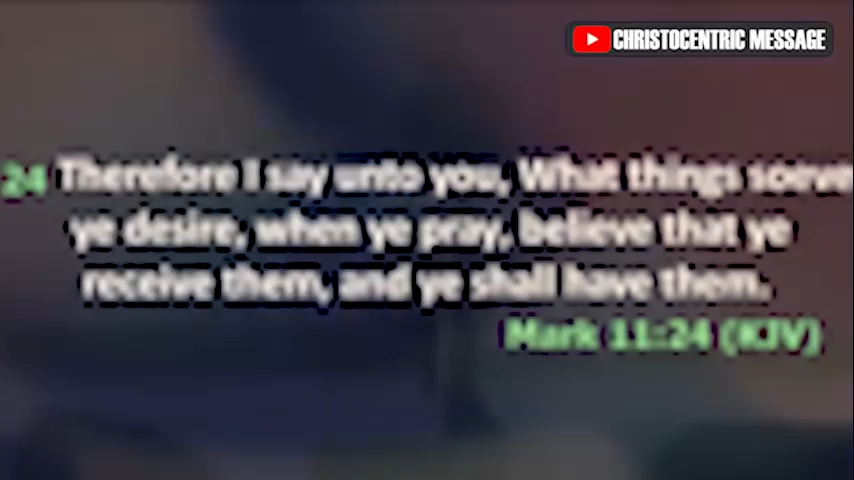 CHRISTOCENTRIC MESSAGE
24 Therefore I say unto you, What things soeve
ye desire, when ye pray, believe that ye
receive them, and ye shall have them.
Mark 11:24 (KJV)